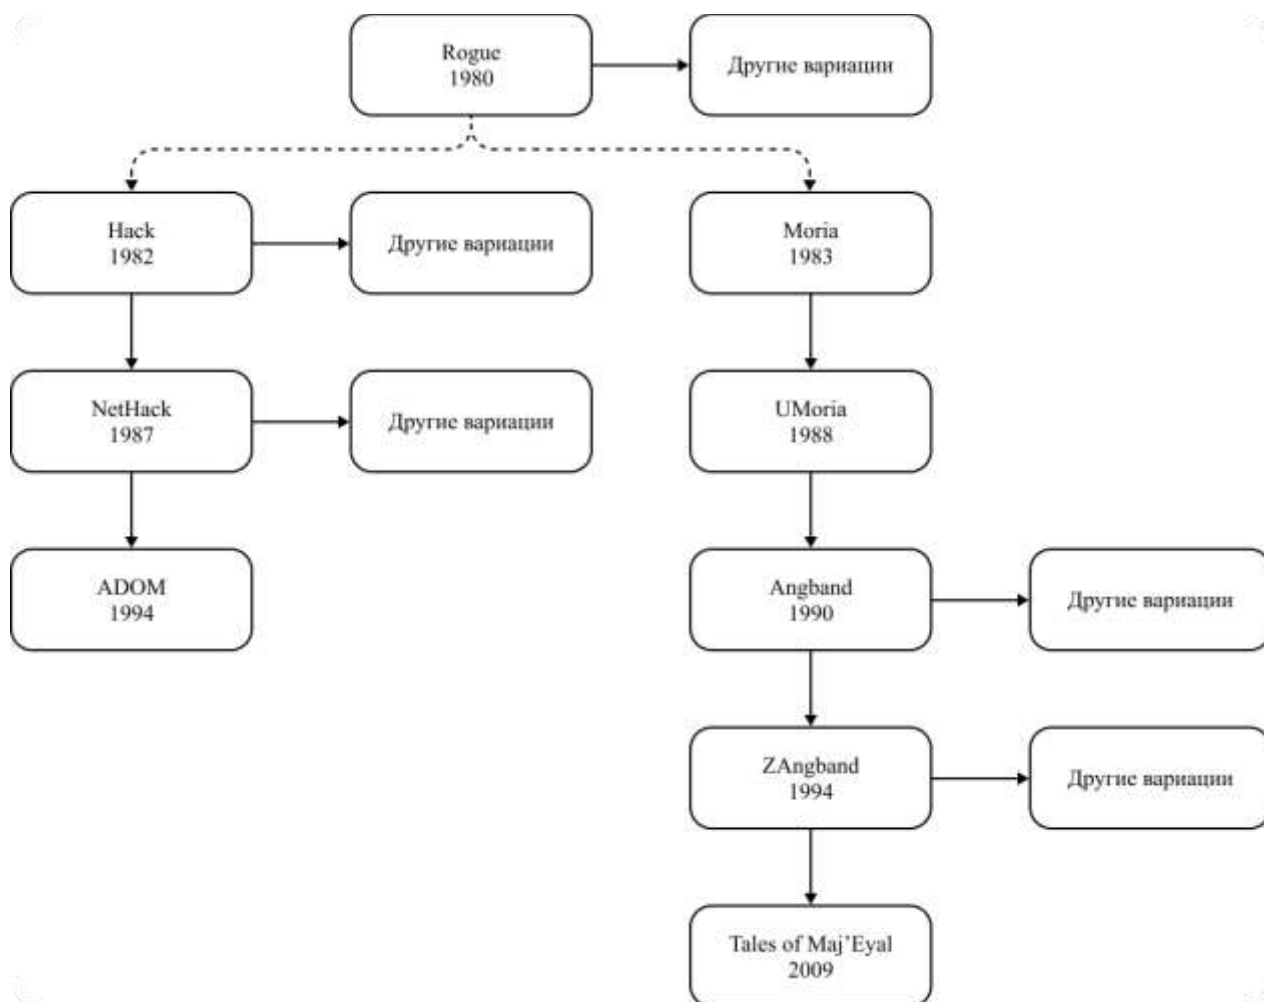 Rogue
1980
Другие вариации
Hack
1982
Другие вариации
Moria
1983
NetHack
1987
Другие вариации
UMoria
1988
ADOM
1994
Angband
1990
Другие вариации
ZAngband
1994
Другие вариации
Tales of Maj’Eyal
2009